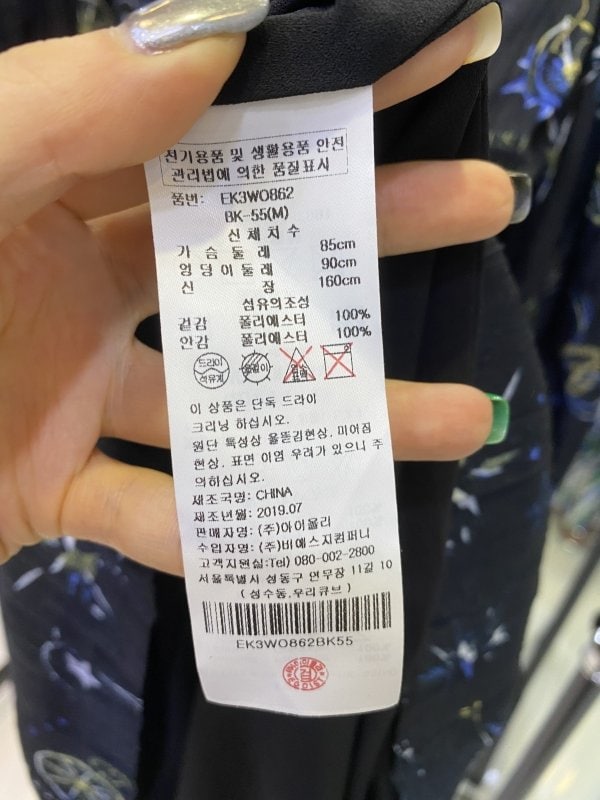 전기용품 및 생활용품 안전
관리법에 의한 품질표시
품번: EK3WO862
BK-55(M)
신체치수
가슴둘레 85cm
엉덩이둘레 90cm
신장 160cm
섬유의조성
겉감 폴리에스터 100%
안감 폴리에스터 100%
드라이
석유계
이 상품은 단독 드라이
크리닝 하십시오.
원단 특성상 올뜯김현상, 미어짐
현상, 표면 이염 우려가 있으니 주
의하십시오.
제조국명: CHINA
제조년월: 2019.07
판매자명: (주)아이올리
수입자명: (주)비에스지컴퍼니
고객지원실:Tel) 080-002-2800
서울특별시 성동구 연무장 11길 10
(성수동,우리큐브)
EK3WO862BK55